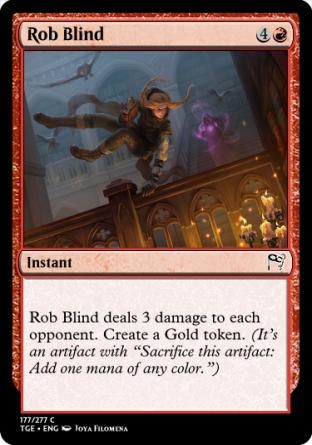 Rob Blind 4
Instant
Rob Blind deals 3 damage to each
opponent. Create a Gold token. (It's
an artifact with “Sacrifice this artifact:
Add one mana of any color.”)
177/277 C
TGE • ENG Joya Filomena